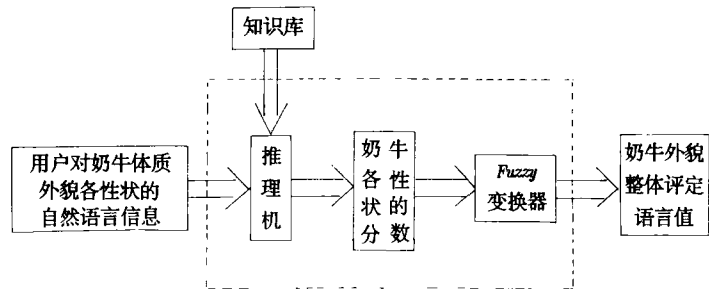 知识库
用户对奶牛体质
外貌各性状的
自然语言信息
推
理
机
奶 牛
各 性
状 的
分 数
Fuzzy
变换器
奶牛外貌
整体评定
语言值